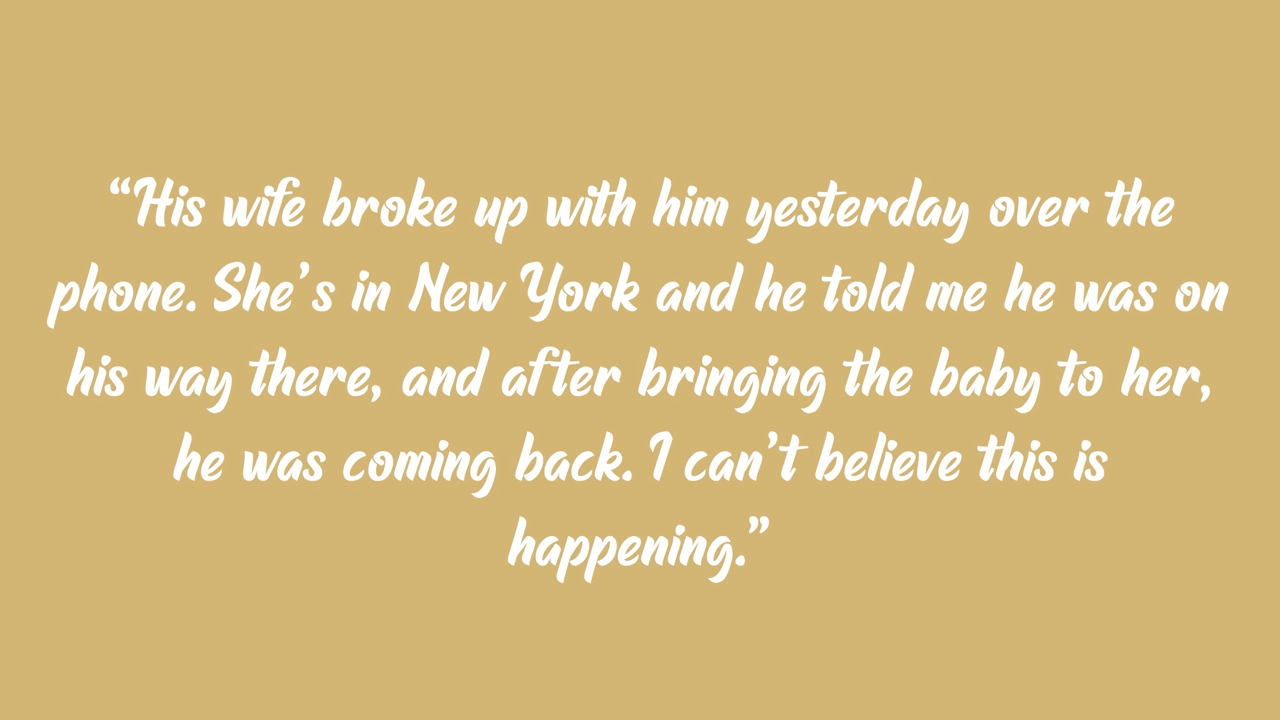 “His wife broke up with him yesterday over the
phone. She’s in New York and he told me he was on
his way there, and after bringing the baby to her,
he was coming back. I can’t believe this is
happening.”